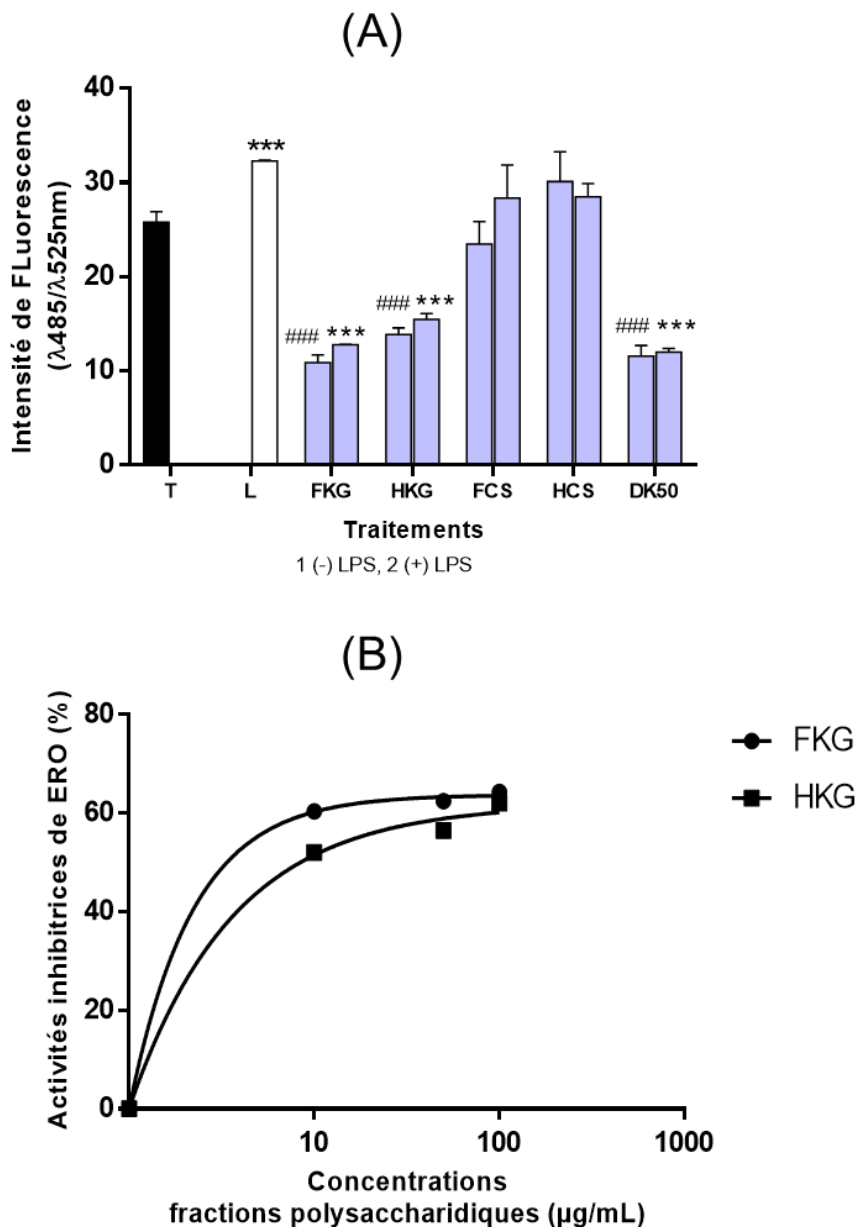 (A)
Intensité de FLuorescence
(λ485/λ525nm)
40
30
20
10
0
***
### ***
### ***
### ***
T L FKG HKG FCS HCS DK50
Traitements
1 (-) LPS, 2 (+) LPS
(B)
Activités inhibitrices de ERO (%)
80
60
40
20
0
10 100 1000
Concentrations
fractions polysaccharidiques (µg/mL)
FKG
HKG